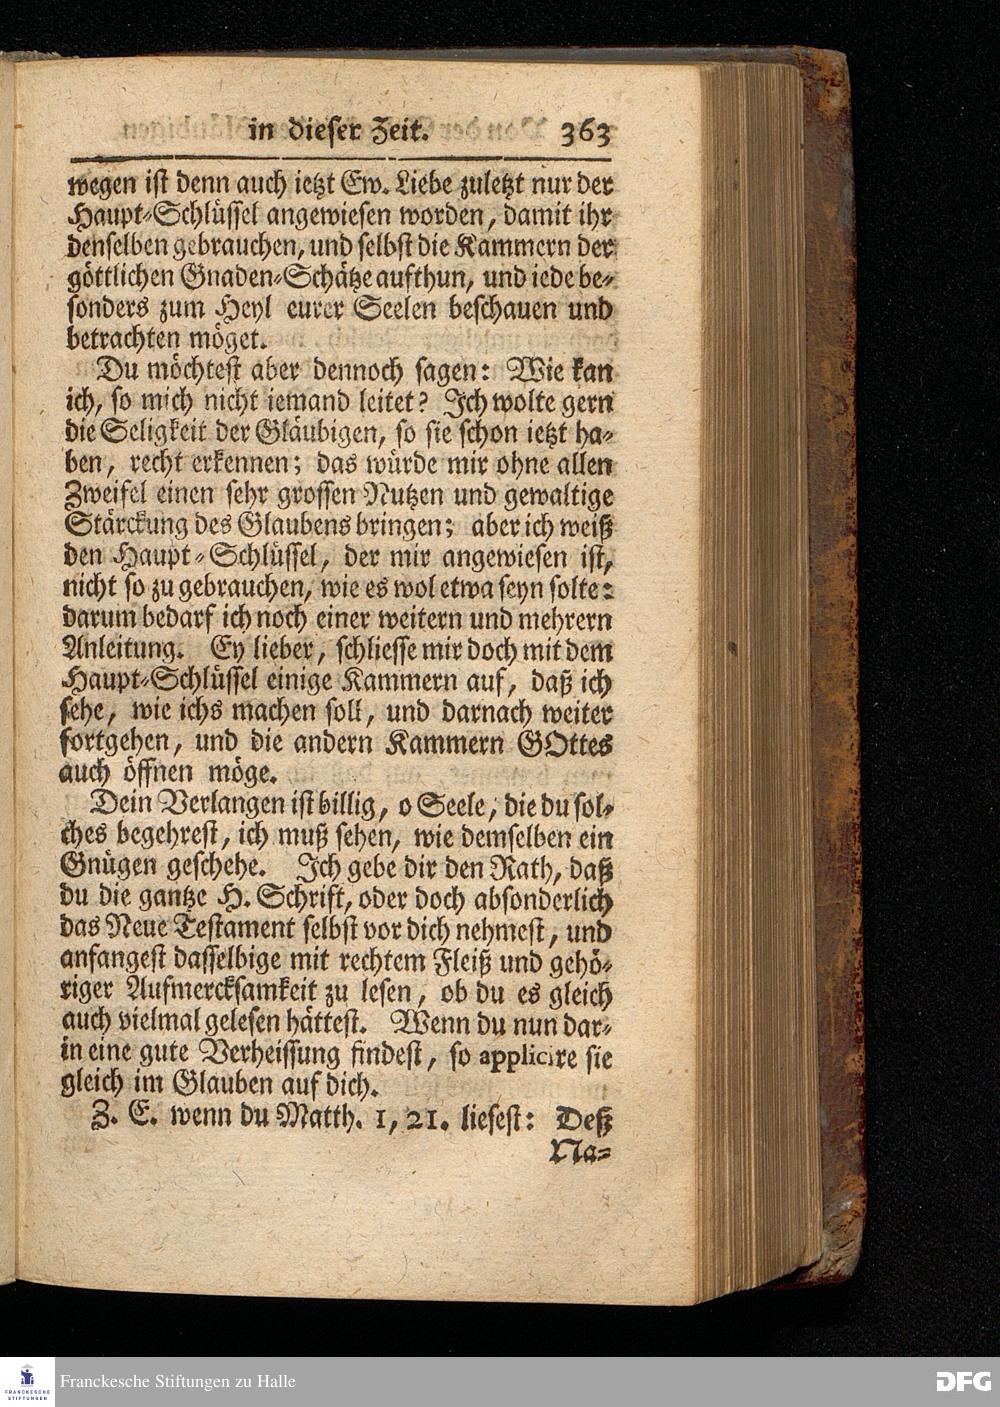 in dieser Zeit. 363
wegen ist denn auch ietzt Ew. Liebe zuletzt nur der
Haupt-Schlüssel angewiesen worden, damit ihr
denselben gebrauchen, und selbst die Kammern der
göttlichen Gnaden-Schätze aufthun, und iede be-
sonders zum Heyl eurer Seelen beschauen und
betrachten möget.
Du möchtest aber dennoch sagen: Wie kan
ich, so mich nicht iemand leitet? Ich wolte gern
die Seligkeit der Gläubigen, so sie schon ietzt ha-
ben, recht erkennen; das würde mir ohne allen
Zweifel einen sehr grossen Nutzen und gewaltige
Stärckung des Glaubens bringen; aber ich weiß
den Haupt-Schlüssel, der mir angewiesen ist,
nicht so zu gebrauchen, wie es wol etwa seyn solte:
darum bedarf ich noch einer weitern und mehrern
Anleitung. Ey lieber, schliesse mir doch mit dem
Haupt-Schlüssel einige Kammern auf, daß ich
sehe, wie ichs machen soll, und darnach weiter
fortgehen, und die andern Kammern GOttes
auch öffnen möge.
Dein Verlangen ist billig, o Seele, die du sol-
ches begehrest, ich muß sehen, wie demselben ein
Gnügen geschehe. Ich gebe dir den Rath, daß
du die gantze H. Schrift, oder doch absonderlich
das Neue Testament selbst vor dich nehmest, und
anfangest dasselbige mit rechtem Fleiß und gehö-
riger Aufmercksamkeit zu lesen, ob du es gleich
auch vielmal gelesen hättest. Wenn du nun dar-
in eine gute Verheissung findest, so applicire sie
gleich im Glauben auf dich.
Z. E. wenn du Matth. 1, 21. liesest: Deß
Na-
FRANCKESCHE
STIFTUNGEN
Franckesche Stiftungen zu Halle
DFG